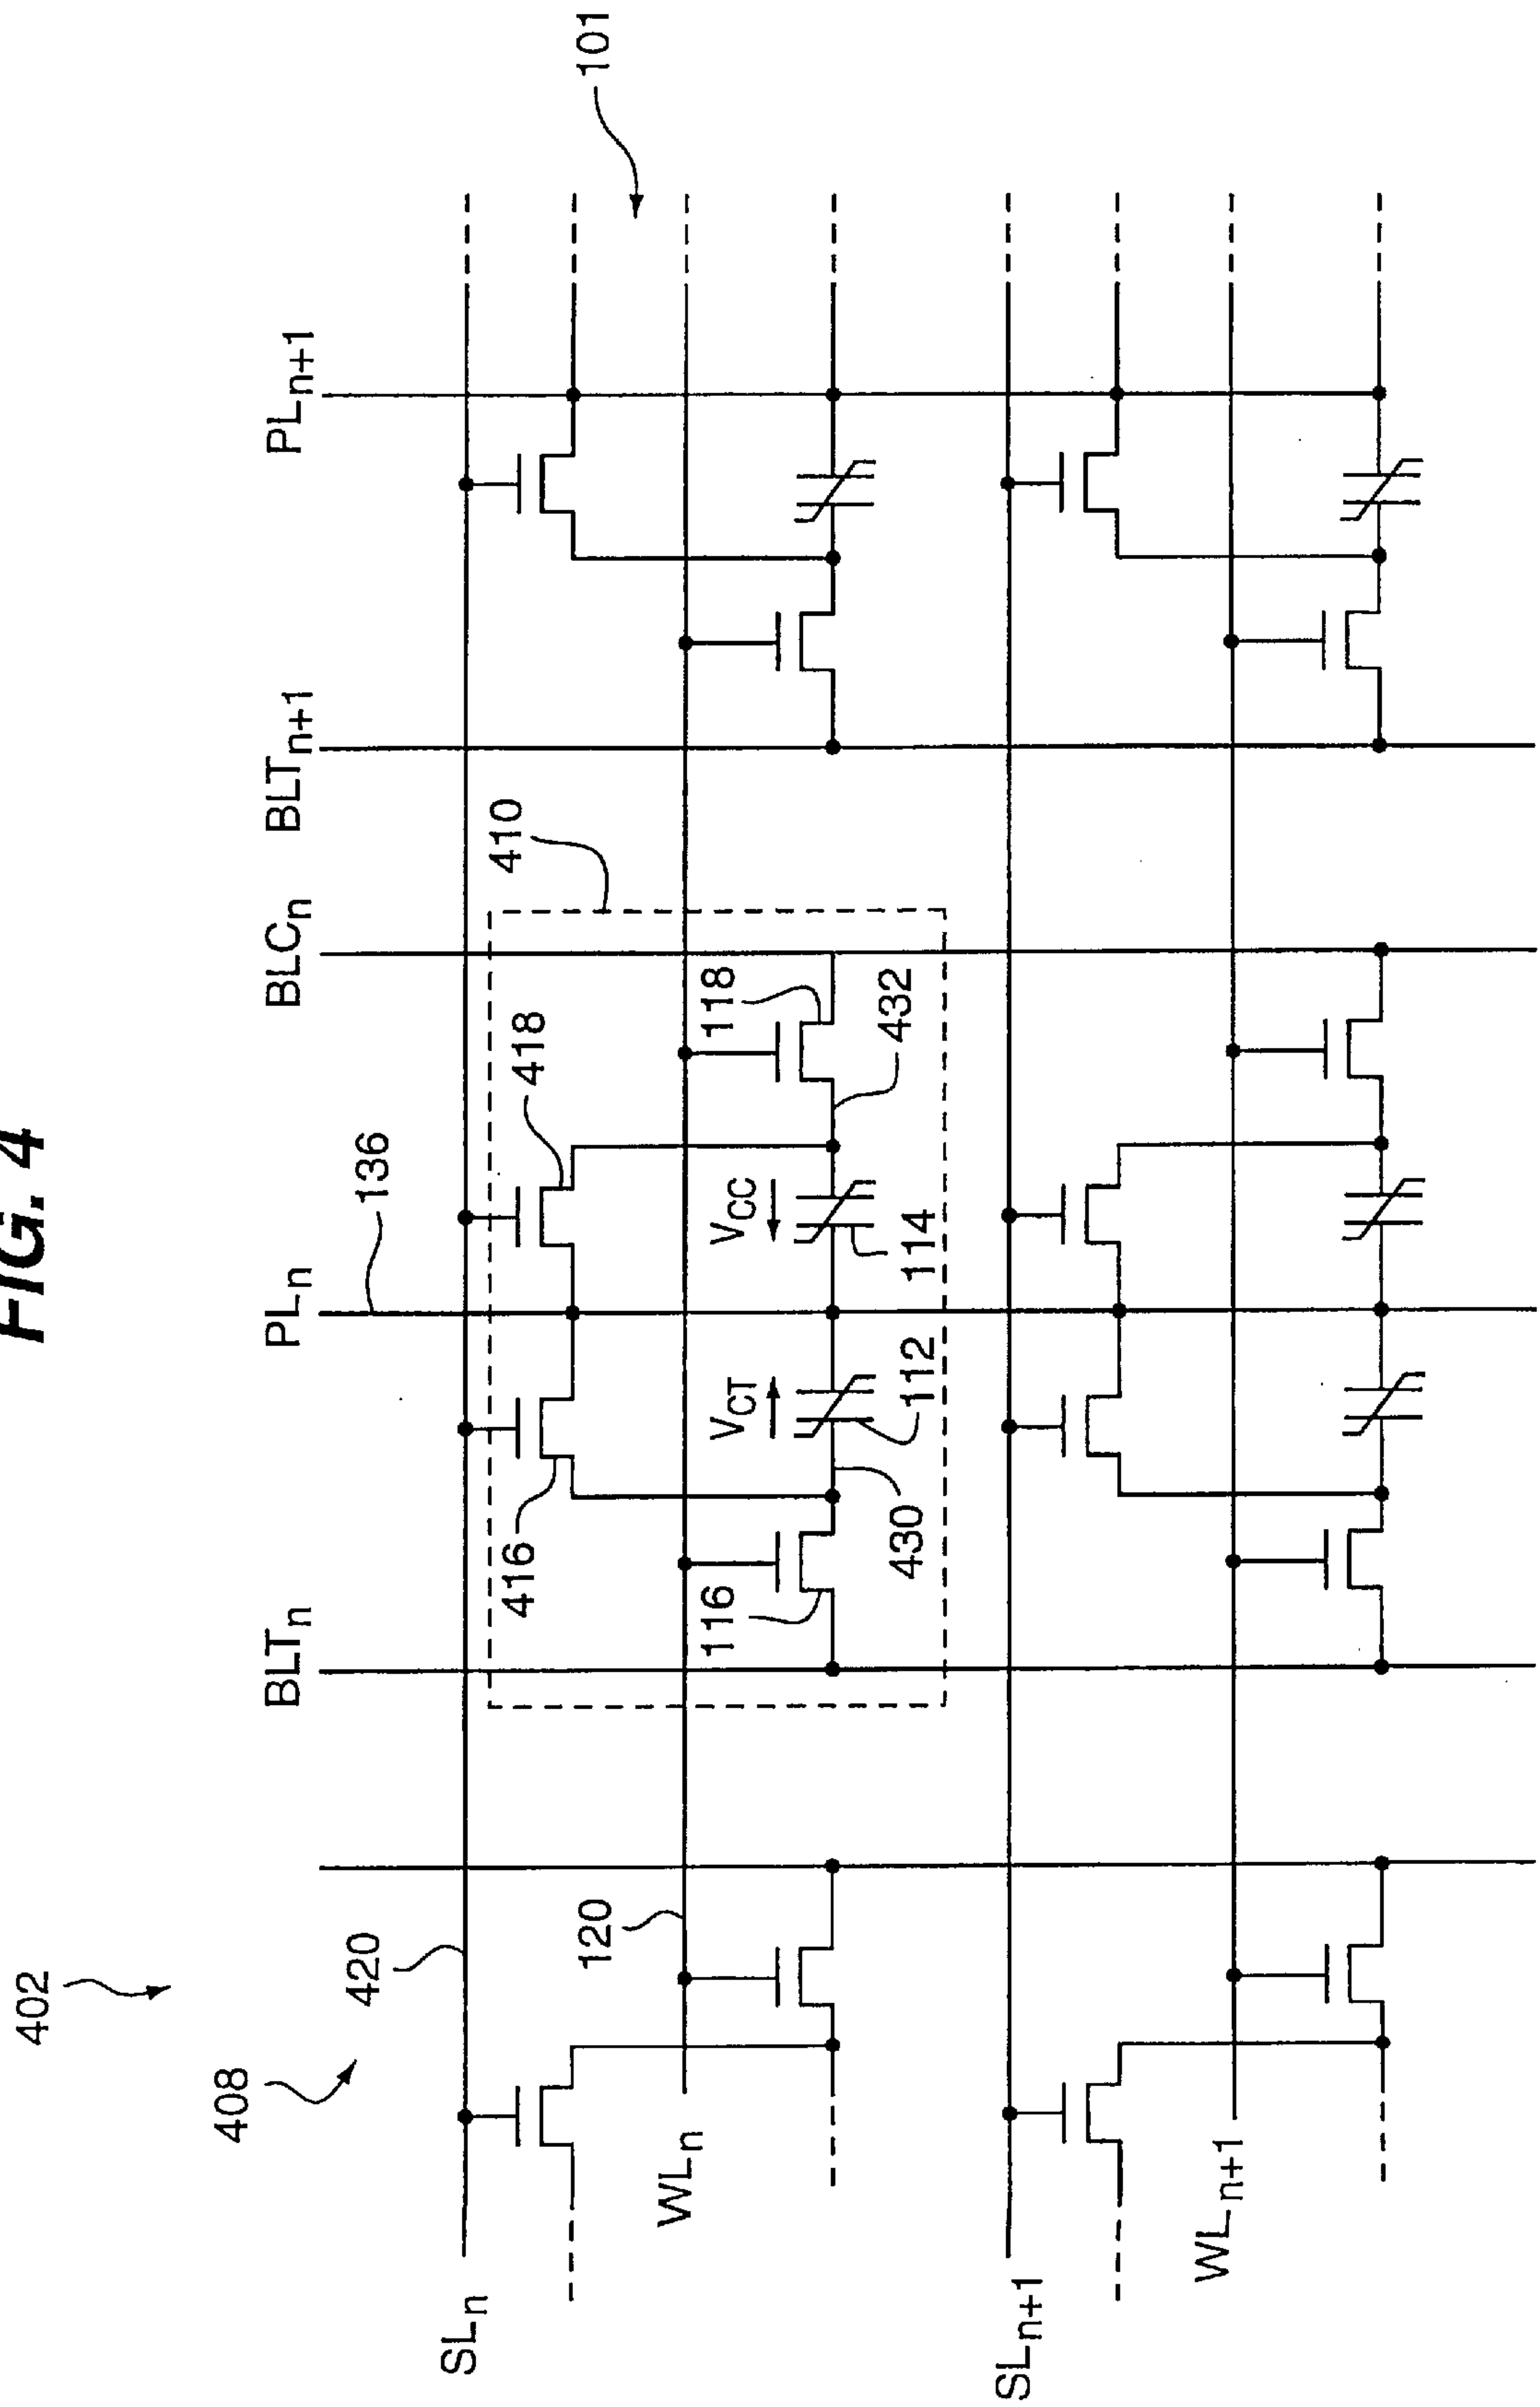 FIG. 4
402
408
420
120
101
BLTn
PLn
136
BLCn
BLTn+1
PLn+1
410
416
418
116
118
VCT
VCC
112
114
430
432
SLn
WLn
SLn+1
WLn+1